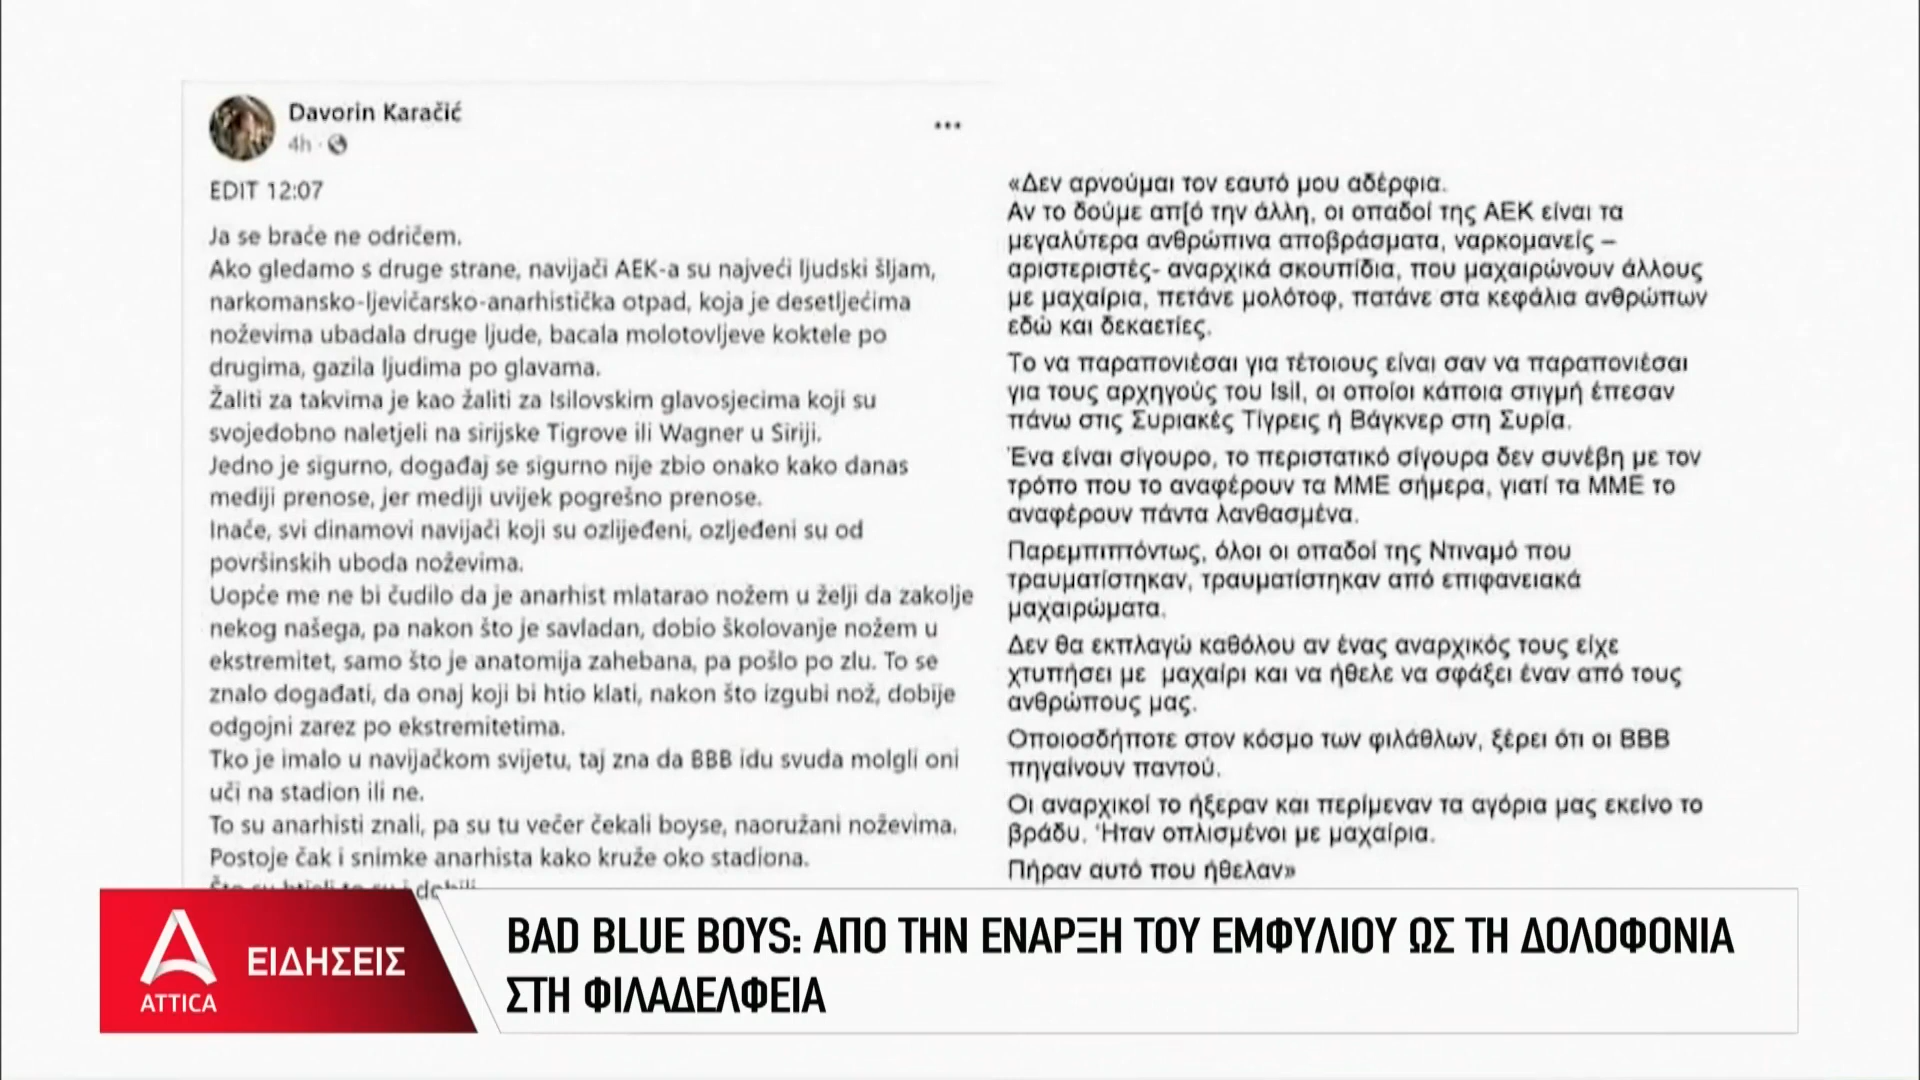 Davorin Karačić
4h
EDIT 12:07
Ja se braće ne odričem.
Ako gledamo s druge strane, navijači AEK-a su najveći ljudski šljam,
narkomansko-ljevičarsko-anarhistička otpad, koja je desetljećima
noževima ubadala druge ljude, bacala molotovljeve koktele po
drugima, gazila ljudima po glavama.
Žaliti za takvima je kao žaliti za Isilovskim glavosjecima koji su
svojedobno naletjeli na sirijske Tigrove ili Wagner u Siriji.
Jedno je sigurno, događaj se sigurno nije zbio onako kako danas
mediji prenose, jer mediji uvijek pogrešno prenose.
Inače, svi dinamovi navijači koji su ozlijeđeni, ozljeđeni su od
površinskih uboda noževima.
Uopće me ne bi čudilo da je anarhist mlatarao nožem u želji da zakolje
nekog našega, pa nakon što je savladan, dobio školovanje nožem u
ekstremitet, samo što je anatomija zahebana, pa pošlo po zlu. To se
znalo događati, da onaj koji bi htio klati, nakon što izgubi nož, dobije
odgojni zarez po ekstremitetima.
Tko je imalo u navijačkom svijetu, taj zna da BBB idu svuda molgli oni
uči na stadion ili ne.
To su anarhisti znali, pa su tu večer čekali boyse, naoružani noževima.
Postoje čak i snimke anarhista kako kruže oko stadiona.
«Δεν αρνούμαι τον εαυτό μου αδέρφια.
Αν το δούμε απ[ό την άλλη, οι οπαδοί της ΑΕΚ είναι τα
μεγαλύτερα ανθρώπινα αποβράσματα, ναρκομανείς –
αριστεριστές- αναρχικά σκουπίδια, που μαχαιρώνουν άλλους
με μαχαίρια, πετάνε μολότοφ, πατάνε στα κεφάλια ανθρώπων
εδώ και δεκαετίες.
Το να παραπονιέσαι για τέτοιους είναι σαν να παραπονιέσαι
για τους αρχηγούς του Isil, οι οποίοι κάποια στιγμή έπεσαν
πάνω στις Συριακές Τίγρεις ή Βάγκνερ στη Συρία.
Ένα είναι σίγουρο, το περιστατικό σίγουρα δεν συνέβη με τον
τρόπο που το αναφέρουν τα ΜΜΕ σήμερα, γιατί τα ΜΜΕ το
αναφέρουν πάντα λανθασμένα.
Παρεμπιπτόντως, όλοι οι οπαδοί της Ντιναμό που
τραυματίστηκαν, τραυματίστηκαν από επιφανειακά
μαχαιρώματα.
Δεν θα εκπλαγώ καθόλου αν ένας αναρχικός τους είχε
χτυπήσει με μαχαίρι και να ήθελε να σφάξει έναν από τους
ανθρώπους μας.
Οποιοσδήποτε στον κόσμο των φιλάθλων, ξέρει ότι οι BBB
πηγαίνουν παντού.
Οι αναρχικοί το ήξεραν και περίμεναν τα αγόρια μας εκείνο το
βράδυ. Ήταν οπλισμένοι με μαχαίρια.
Πήραν αυτό που ήθελαν»
ATTICA
ΕΙΔΗΣΕΙΣ
BAD BLUE BOYS: ΑΠΟ ΤΗΝ ΕΝΑΡΞΗ ΤΟΥ ΕΜΦΥΛΙΟΥ ΩΣ ΤΗ ΔΟΛΟΦΟΝΙΑ
ΣΤΗ ΦΙΛΑΔΕΛΦΕΙΑ